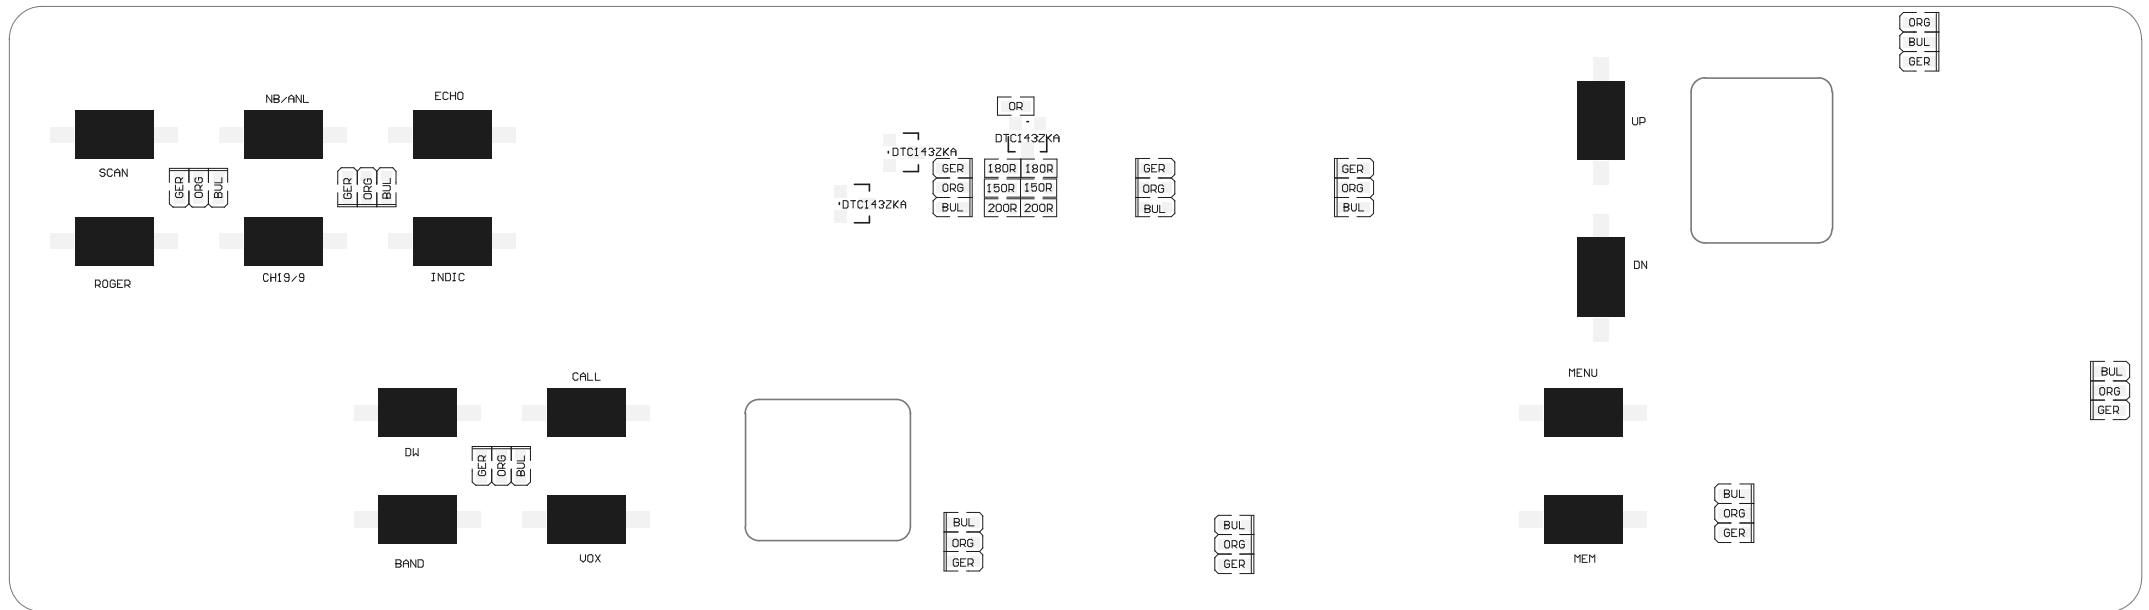 ORG
BUL
GER
NB/ANL
ECHO
SCAN
GER ORG BUL
GER ORG BUL
ROGER
CH19/9
INDIC
0R
DTC143ZKA
DTC143ZKA
DTC143ZKA
GER
ORG
BUL
180R 180R
150R 150R
200R 200R
GER
ORG
BUL
GER
ORG
BUL
UP
DN
CALL
DW
GER ORG BUL
BAND
VOX
BUL
ORG
GER
BUL
ORG
GER
MENU
MEM
BUL
ORG
GER
BUL
ORG
GER